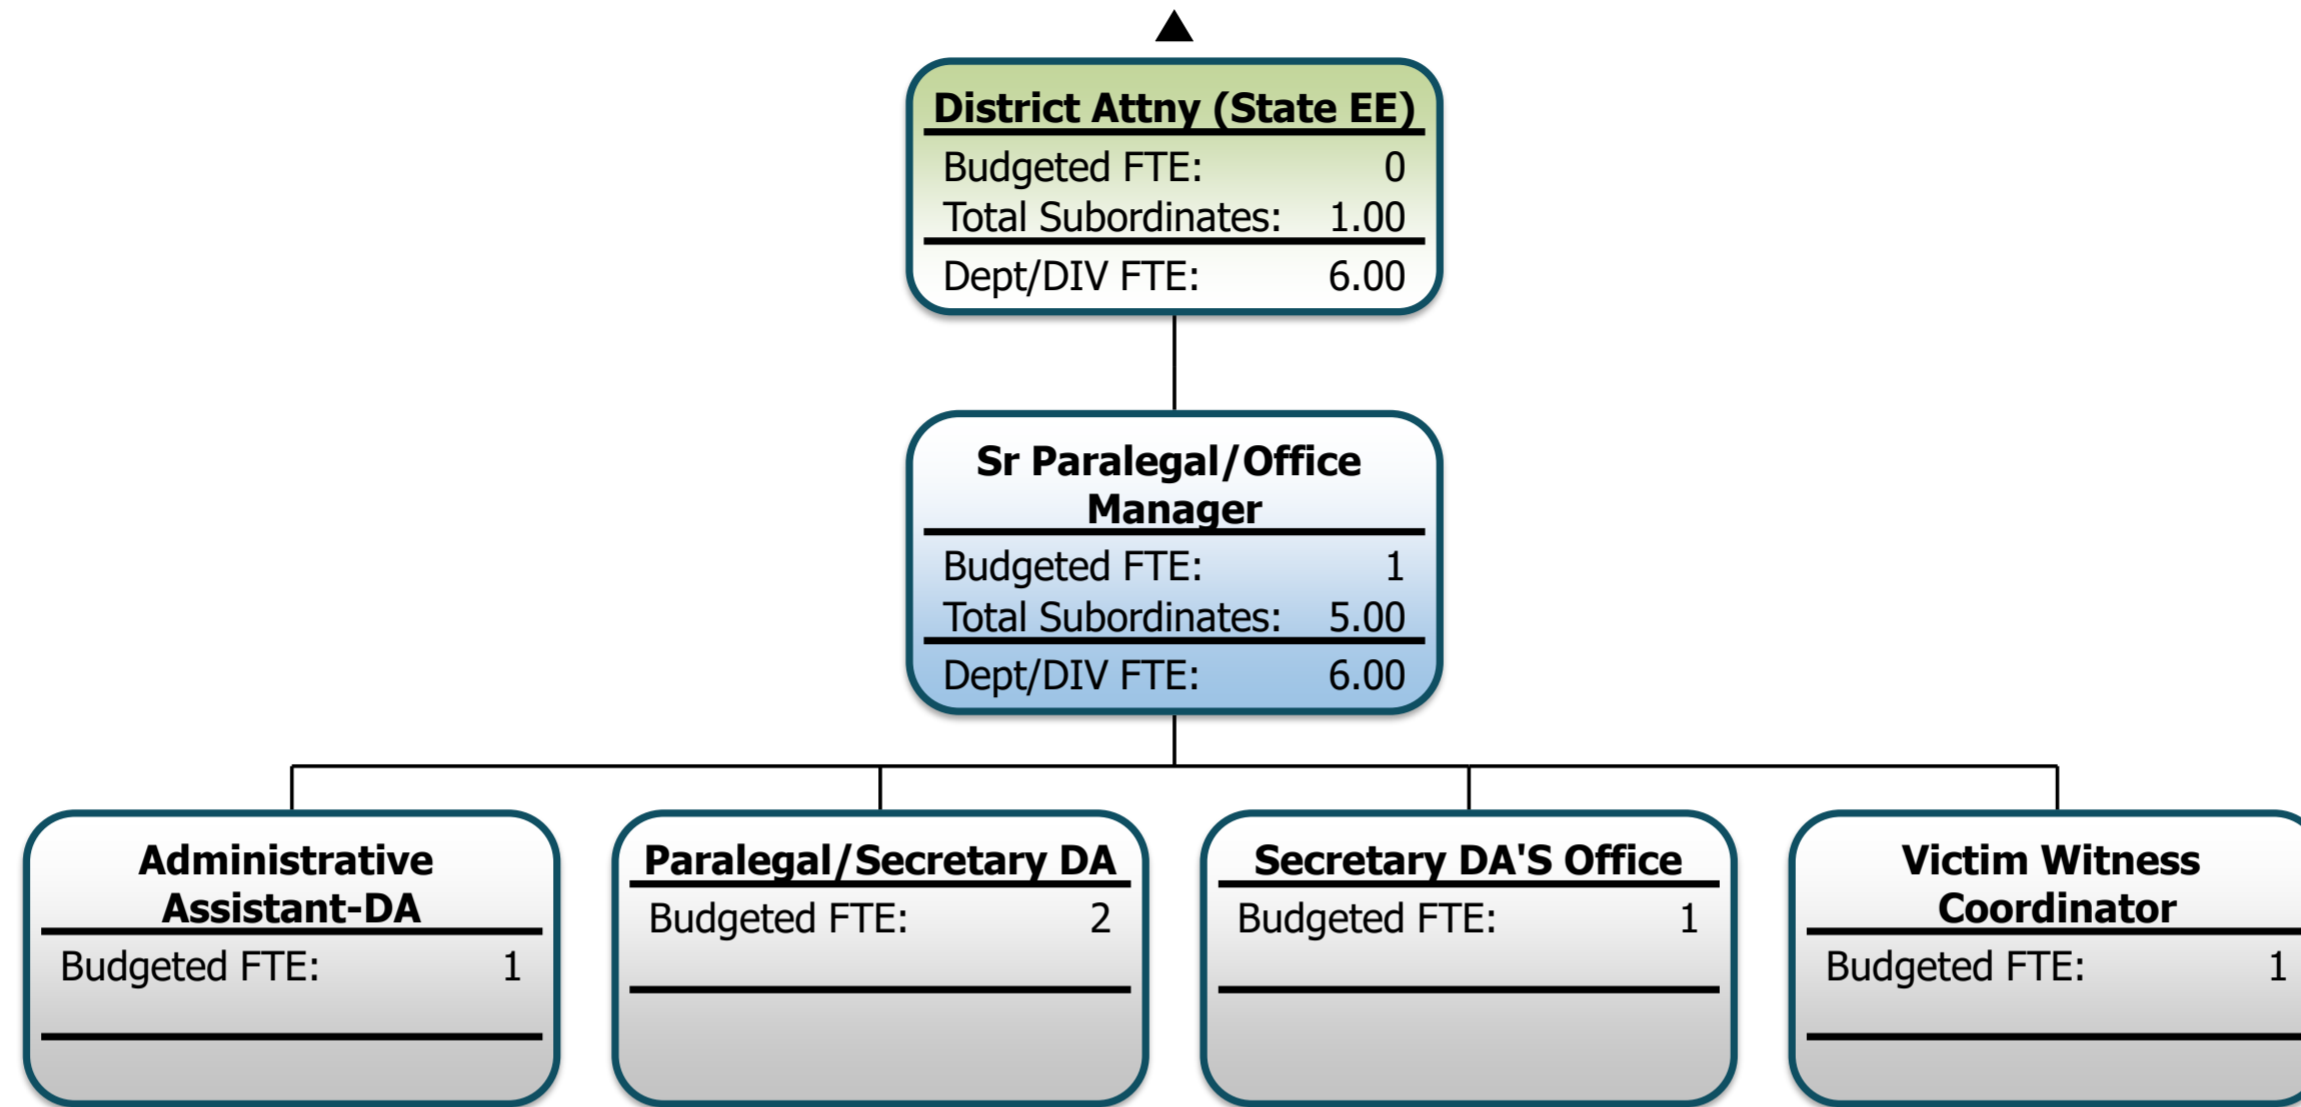 District Attny (State EE)
Budgeted FTE: 0
Total Subordinates: 1.00
Dept/DIV FTE: 6.00
Sr Paralegal/Office
Manager
Budgeted FTE: 1
Total Subordinates: 5.00
Dept/DIV FTE: 6.00
Administrative
Assistant-DA
Budgeted FTE: 1
Paralegal/Secretary DA
Budgeted FTE: 2
Secretary DA'S Office
Budgeted FTE: 1
Victim Witness
Coordinator
Budgeted FTE: 1